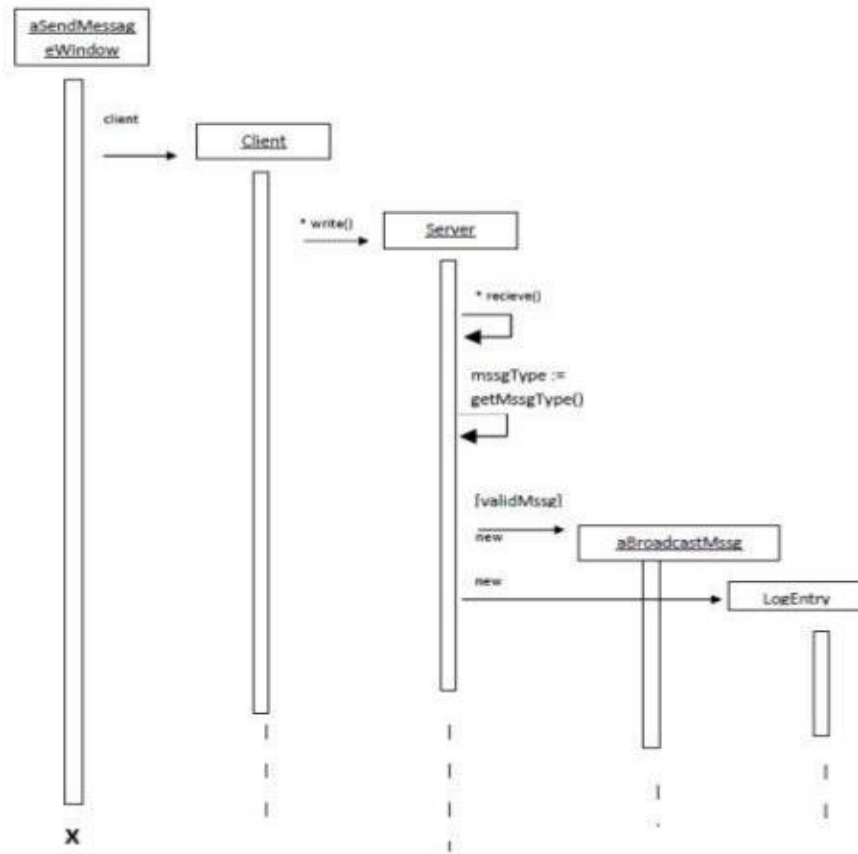 aSendMessag
eWindow
client
Client
* write()
Server
* recieve()
mssgType :=
getMssgType()
[validMssg]
new
aBroadcastMssg
new
LogEntry
X